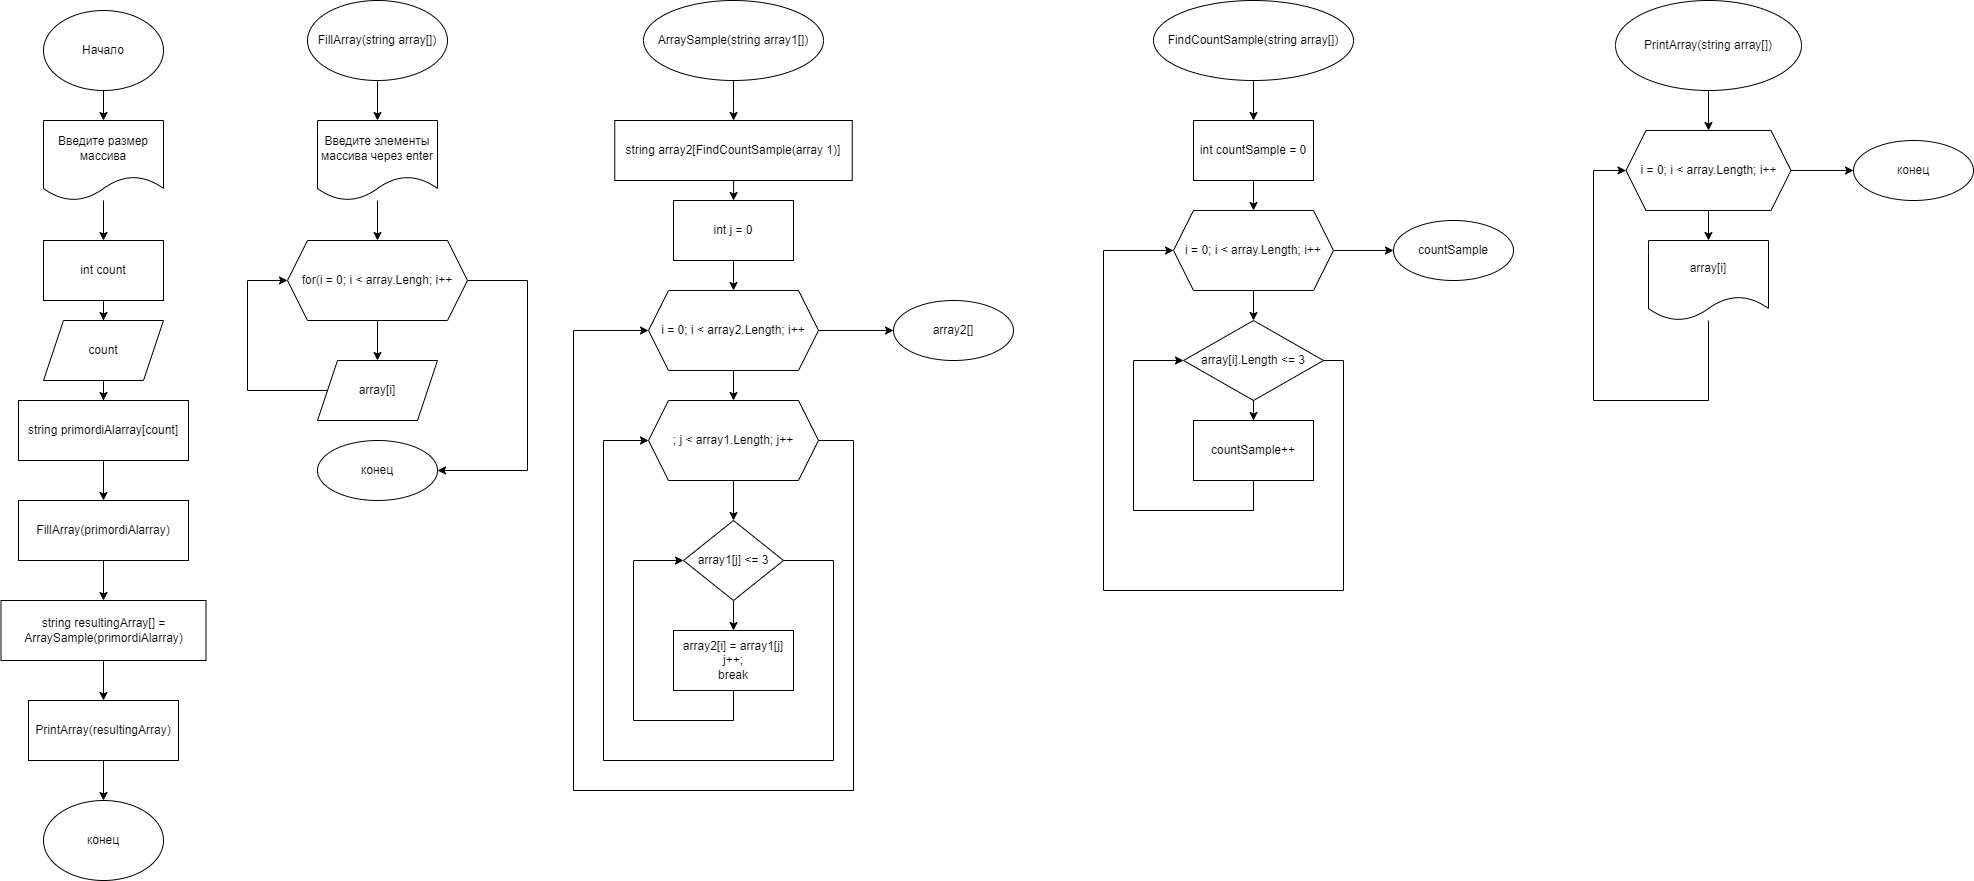 Начало
Введите размер
массива
int count
count
string primordiAlarray[count]
FillArray(primordiAlarray)
string resultingArray[] =
ArraySample(primordiAlarray)
PrintArray(resultingArray)
конец
FillArray(string array[])
Введите элементы
массива через enter
for(i = 0; i < array.Lengh; i++
array[i]
конец
ArraySample(string array1[])
string array2[FindCountSample(array 1)]
int j = 0
i = 0; i < array2.Length; i++
array2[]
; j < array1.Length; j++
array1[j] <= 3
array2[i] = array1[j]
j++;
break
FindCountSample(string array[])
int countSample = 0
i = 0; i < array.Length; i++
countSample
array[i].Length <= 3
countSample++
PrintArray(string array[])
i = 0; i < array.Length; i++
конец
array[i]